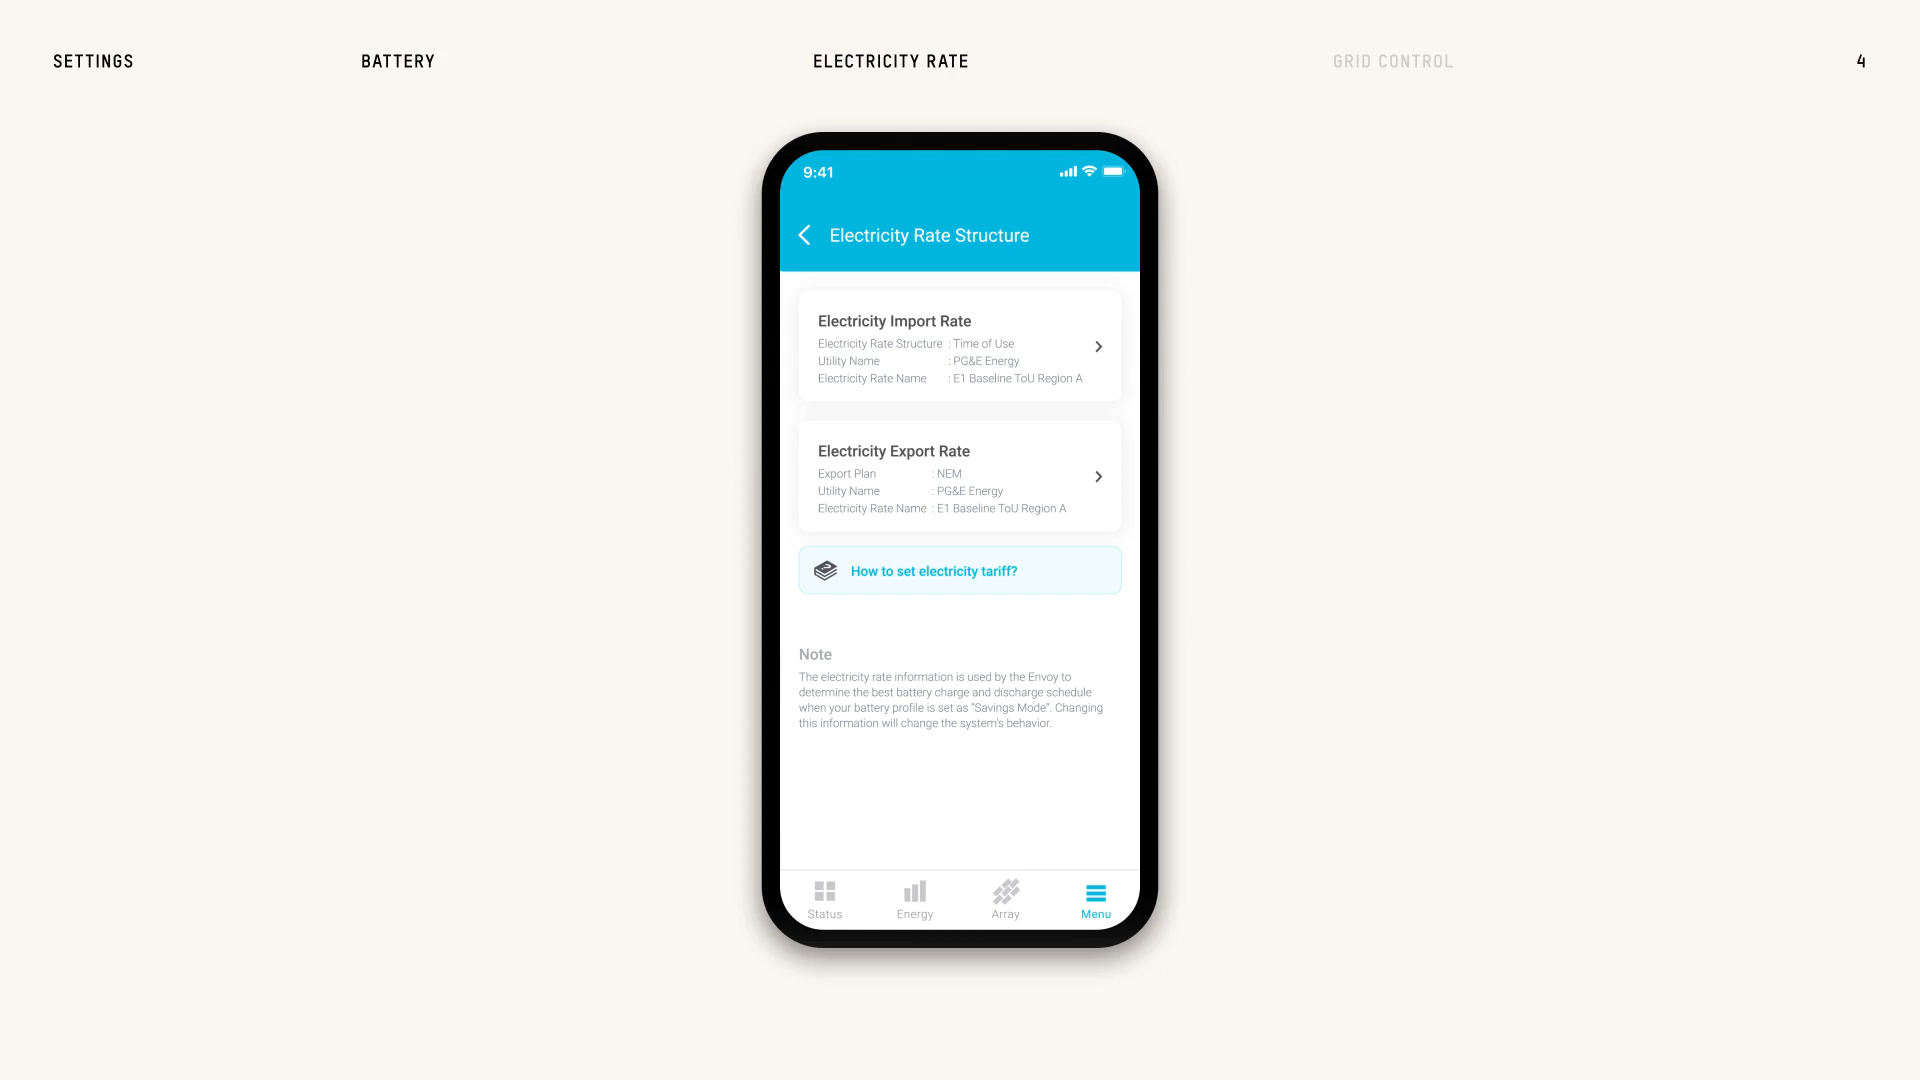 SETTINGS
BATTERY
ELECTRICITY RATE
GRID CONTROL
4
9:41
Electricity Rate Structure
Electricity Import Rate
Electricity Rate Structure : Time of Use
Utility Name : PG&E Energy
Electricity Rate Name : E1 Baseline ToU Region A
Electricity Export Rate
Export Plan : NEM
Utility Name : PG&E Energy
Electricity Rate Name : E1 Baseline ToU Region A
How to set electricity tariff?
Note
The electricity rate information is used by the Envoy to
determine the best battery charge and discharge schedule
when your battery profile is set as “Savings Mode”. Changing
this information will change the system's behavior.
Status
Energy
Array
Menu